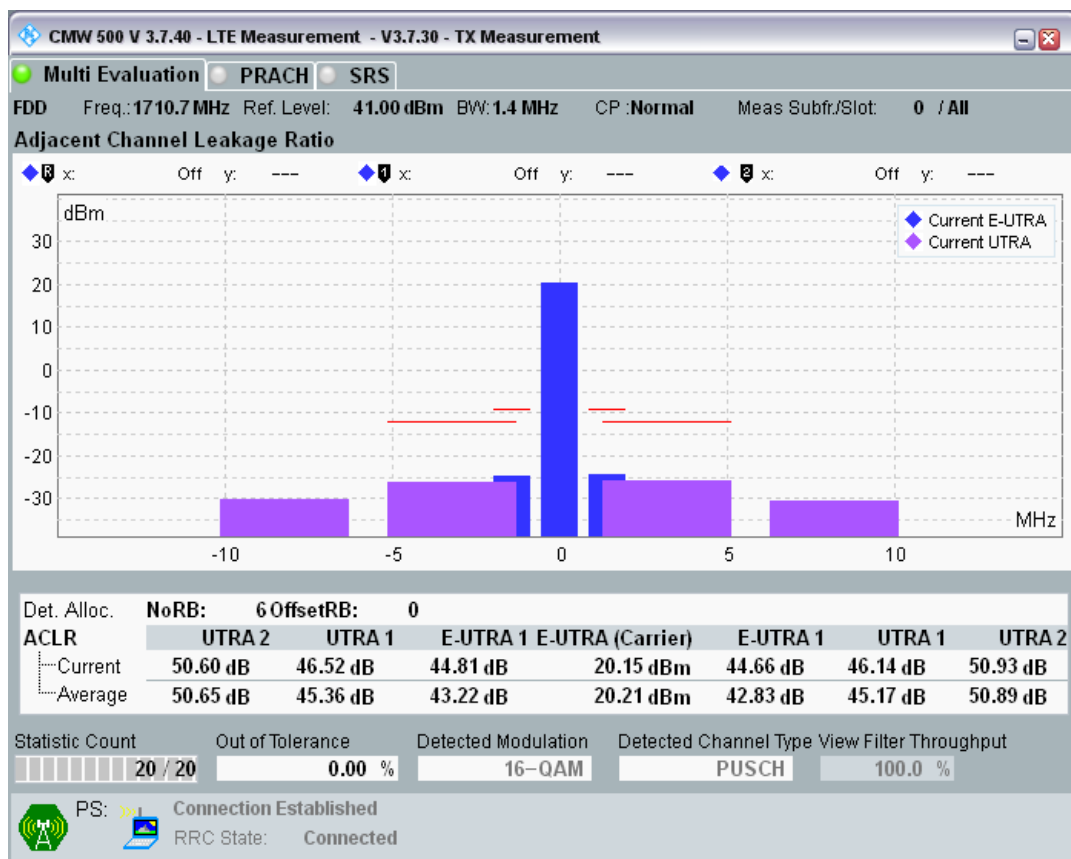 CMW 500 V 3.7.40 - LTE Measurement - V3.7.30 - TX Measurement
Multi Evaluation PRACH SRS
FDD Freq.: 1710.7 MHz Ref. Level: 41.00 dBm BW: 1.4 MHz CP :Normal Meas Subfr./Slot: 0 / All
Adjacent Channel Leakage Ratio
R x: Off y: --- 1 x: Off y: --- 2 x: Off y: ---
dBm
Current E-UTRA
Current UTRA
30
20
10
0
-10
-20
-30
MHz
-10 -5 0 5 10
Det. Alloc. NoRB: 6 OffsetRB: 0
ACLR UTRA 2 UTRA 1 E-UTRA 1 E-UTRA (Carrier) E-UTRA 1 UTRA 1 UTRA 2
Current 50.60 dB 46.52 dB 44.81 dB 20.15 dBm 44.66 dB 46.14 dB 50.93 dB
Average 50.65 dB 45.36 dB 43.22 dB 20.21 dBm 42.83 dB 45.17 dB 50.89 dB
Statistic Count Out of Tolerance Detected Modulation Detected Channel Type View Filter Throughput
20 / 20 0.00 % 16-QAM PUSCH 100.0 %
PS: Connection Established
RRC State: Connected